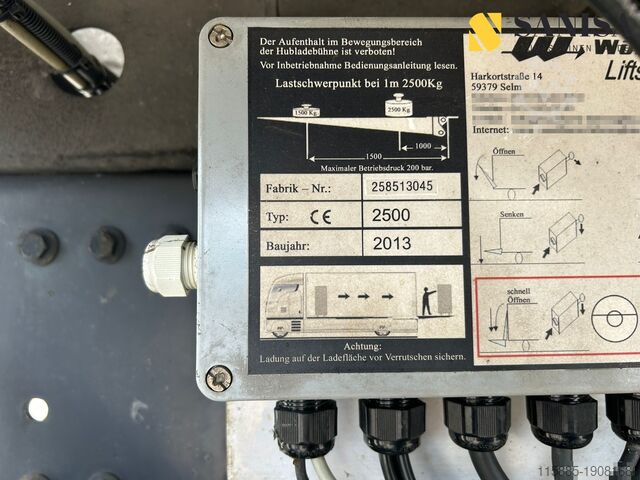 Der Aufenthalt im Bewegungsbereich
der Hubladebühne ist verboten!
Vor Inbetriebnahme Bedienungsanleitung lesen.
Lastschwerpunkt bei 1m 2500Kg
1500 Kg
2500 Kg
1000
1500
Maximaler Betriebsdruck 200 bar.
Fabrik – Nr.: 258513045
Typ: CE 2500
Baujahr: 2013
Achtung:
Ladung auf der Ladefläche vor Verrutschen sichern.
Harkortstraße 14
59379 Selm
Internet:
Öffnen
Senken
schnell
Öffnen